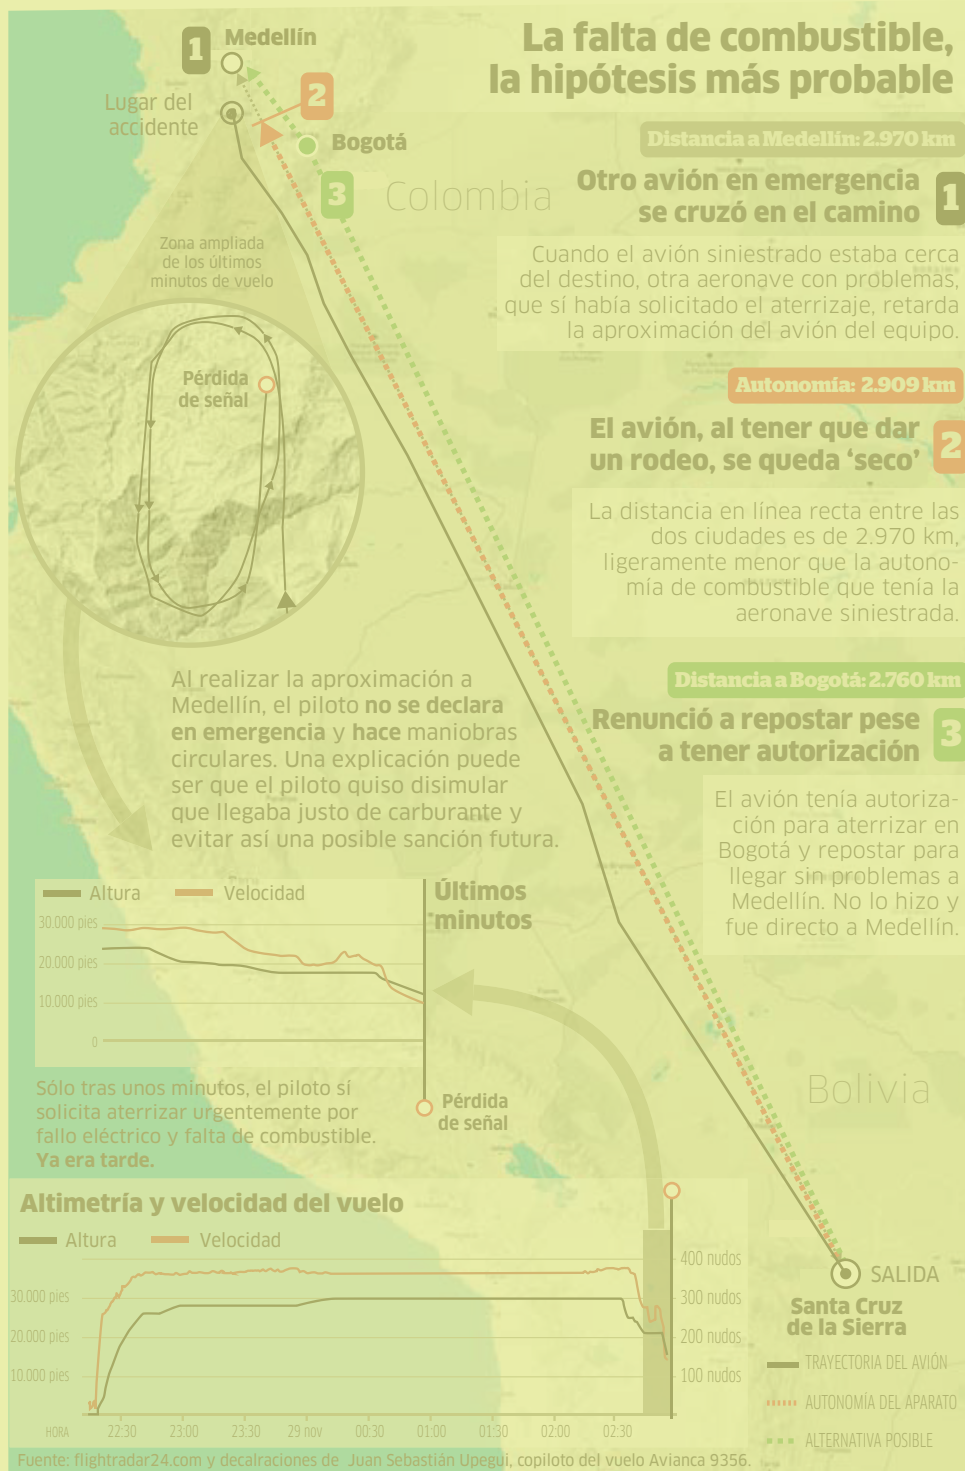 La falta de combustible,
la hipótesis más probable
1
Medellín
Lugar del
accidente
2
Bogotá
3
Colombia
Zona ampliada
de los últimos
minutos de vuelo
Pérdida
de señal
Distancia a Medellín: 2.970 km
Otro avión en emergencia
se cruzó en el camino
1
Cuando el avión siniestrado estaba cerca
del destino, otra aeronave con problemas,
que sí había solicitado el aterrizaje, retarda
la aproximación del avión del equipo.
Autonomía: 2.909 km
El avión, al tener que dar
un rodeo, se queda ‘seco’
2
La distancia en línea recta entre las
dos ciudades es de 2.970 km,
ligeramente menor que la autono-
mía de combustible que tenía la
aeronave siniestrada.
Distancia a Bogotá: 2.760 km
Renunció a repostar pese
a tener autorización
3
El avión tenía autoriza-
ción para aterrizar en
Bogotá y repostar para
llegar sin problemas a
Medellín. No lo hizo y
fue directo a Medellín.
Al realizar la aproximación a
Medellín, el piloto no se declara
en emergencia y hace maniobras
circulares. Una explicación puede
ser que el piloto quiso disimular
que llegaba justo de carburante y
evitar así una posible sanción futura.
Altura
Velocidad
Últimos
minutos
30.000 pies
20.000 pies
10.000 pies
0
Pérdida
de señal
Sólo tras unos minutos, el piloto sí
solicita aterrizar urgentemente por
fallo eléctrico y falta de combustible.
Ya era tarde.
Bolivia
Altimetría y velocidad del vuelo
Altura
Velocidad
30.000 pies
20.000 pies
10.000 pies
400 nudos
300 nudos
200 nudos
100 nudos
HORA 22:30 23:00 23:30 29 nov 00:30 01:00 01:30 02:00 02:30
SALIDA
Santa Cruz
de la Sierra
TRAYECTORIA DEL AVIÓN
AUTONOMÍA DEL APARATO
ALTERNATIVA POSIBLE
Fuente: flightradar24.com y decalraciones de Juan Sebastián Upegui, copiloto del vuelo Avianca 9356.